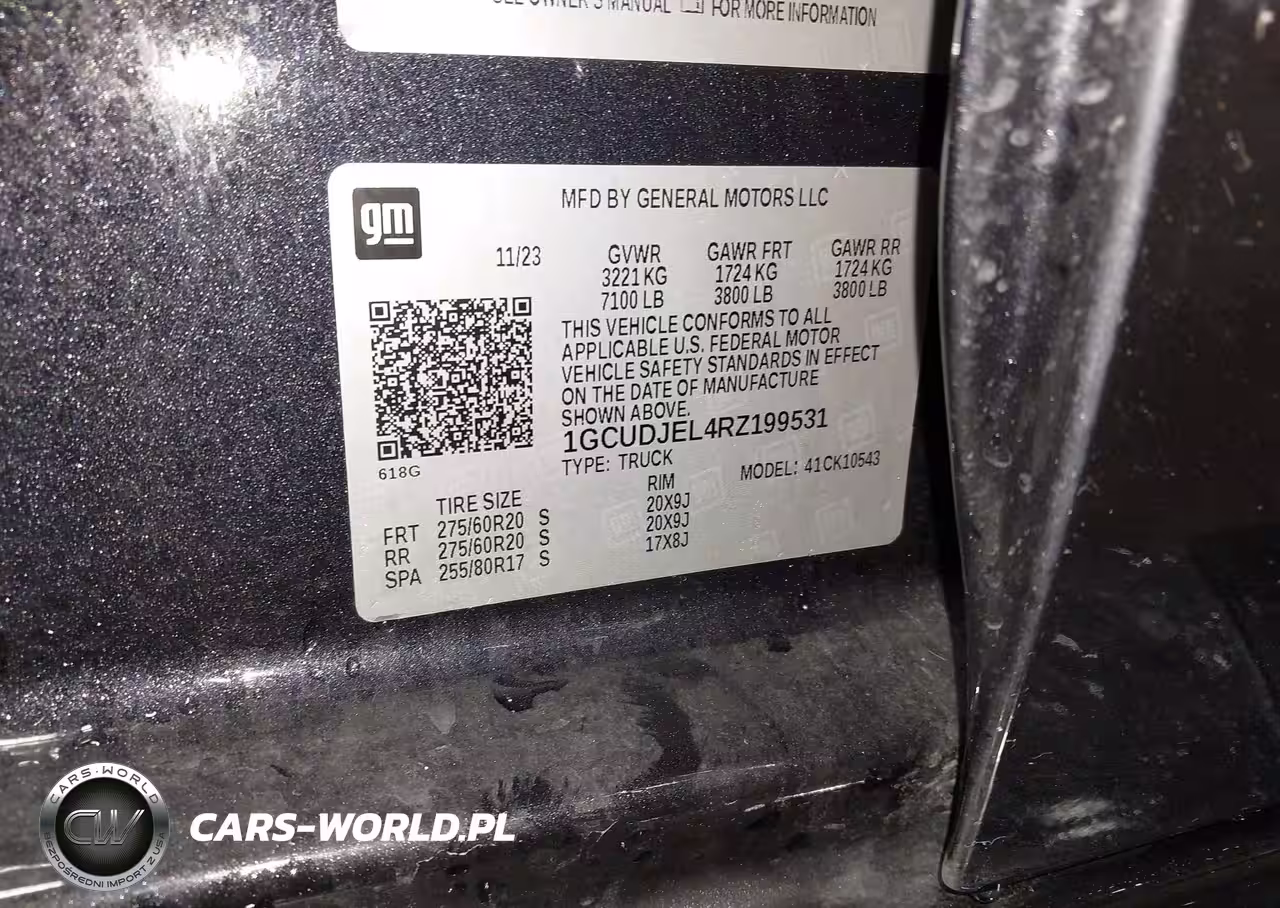 SEE OWNER'S MANUAL FOR MORE INFORMATION
gm
MFD BY GENERAL MOTORS LLC
11/23 GVWR GAWR FRT GAWR RR
3221 KG 1724 KG 1724 KG
7100 LB 3800 LB 3800 LB
THIS VEHICLE CONFORMS TO ALL
APPLICABLE U.S. FEDERAL MOTOR
VEHICLE SAFETY STANDARDS IN EFFECT
ON THE DATE OF MANUFACTURE
SHOWN ABOVE.
1GCUDJEL4RZ199531
TYPE: TRUCK MODEL: 41CK10543
618G
TIRE SIZE RIM
FRT 275/60R20 S 20X9J
RR 275/60R20 S 20X9J
SPA 255/80R17 S 17X8J
CARS-WORLD
CW
BEZPOŚREDNI IMPORT Z USA
CARS-WORLD.PL